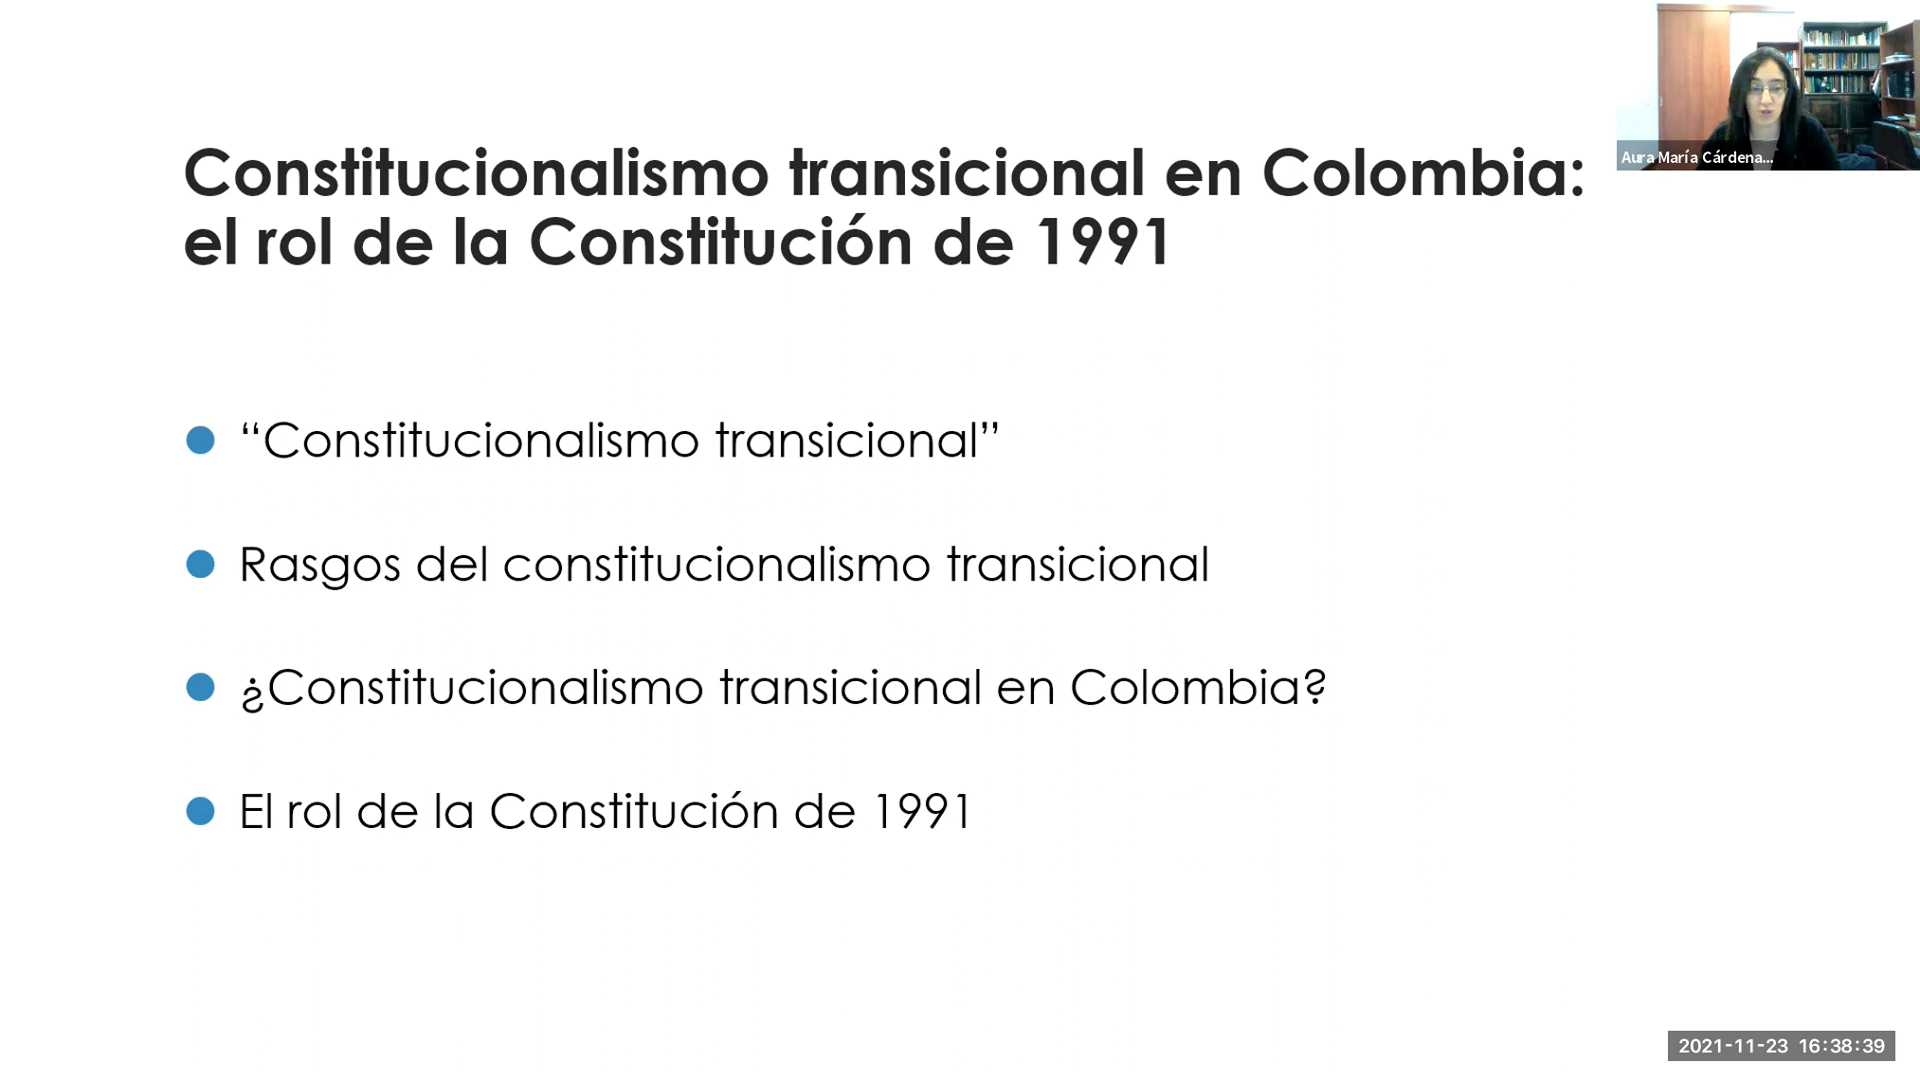 Constitucionalismo transicional en Colombia:
el rol de la Constitución de 1991
“Constitucionalismo transicional”
Rasgos del constitucionalismo transicional
¿Constitucionalismo transicional en Colombia?
El rol de la Constitución de 1991
Aura María Cárdena...
2021-11-23 16:38:39